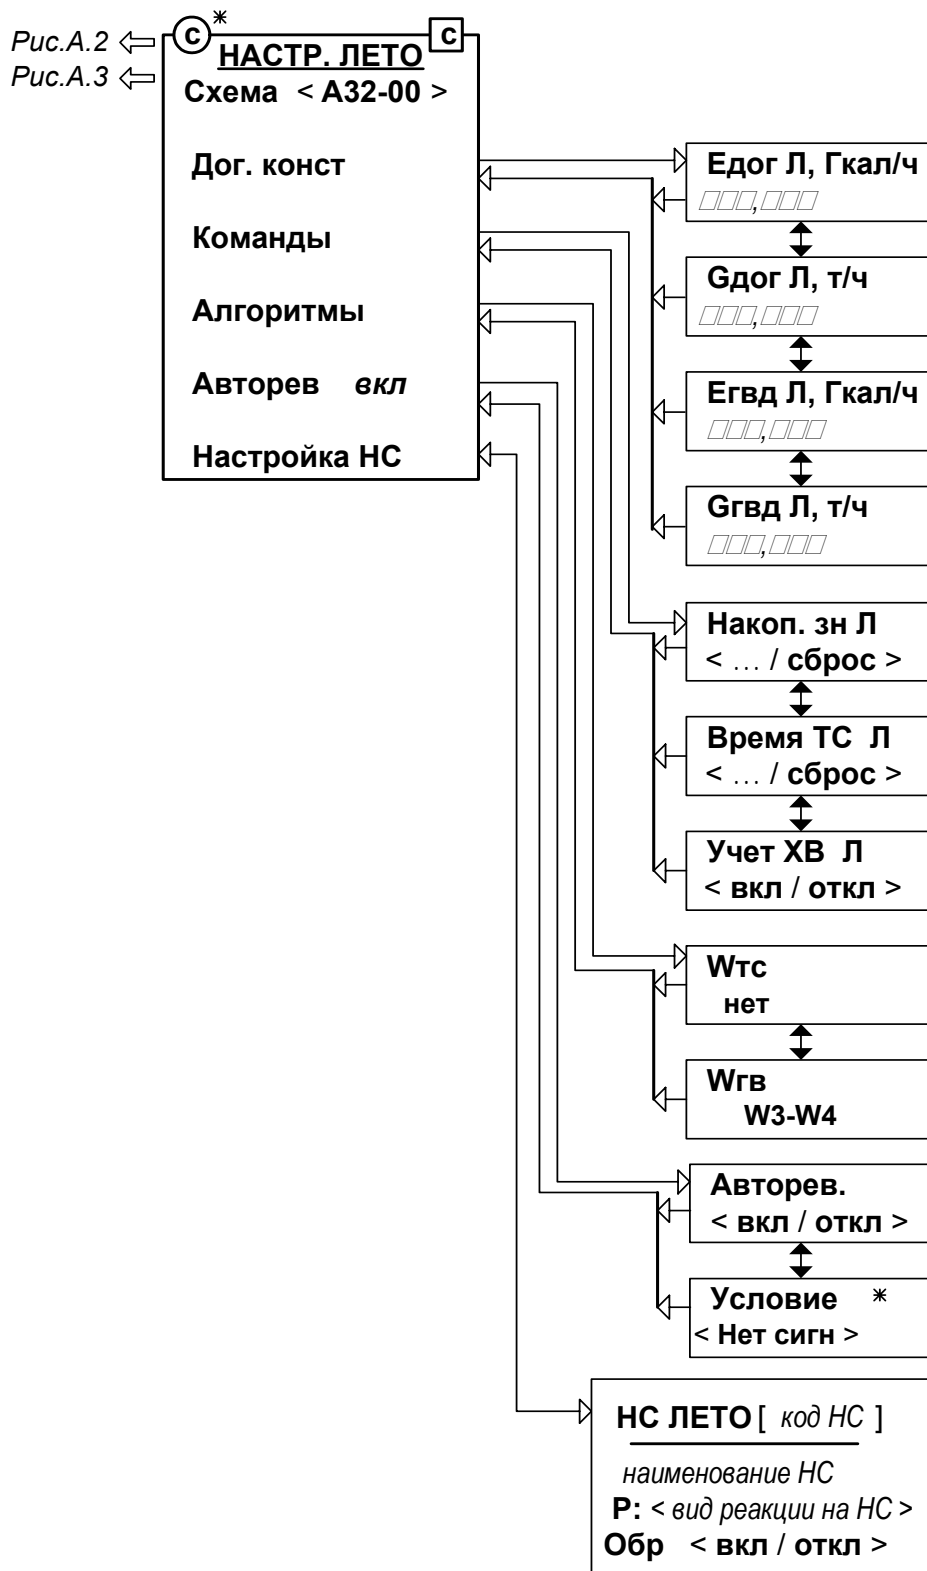 Рис.А.2
Рис.А.3
С * С
НАСТР. ЛЕТО
Схема < А32-00 >
Дог. конст
Команды
Алгоритмы
Авторев вкл
Настройка НС
Едог Л, Гкал/ч
□□□,□□□
Gдог Л, т/ч
□□□,□□□
Егвд Л, Гкал/ч
□□□,□□□
Gгвд Л, т/ч
□□□,□□□
Накоп. зн Л
< ... / сброс >
Время ТС Л
< ... / сброс >
Учет ХВ Л
< вкл / откл >
Wтс
нет
Wгв
W3-W4
Авторев.
< вкл / откл >
Условие *
< Нет сигн >
НС ЛЕТО [ код НС ]
наименование НС
Р: < вид реакции на НС >
Обр < вкл / откл >